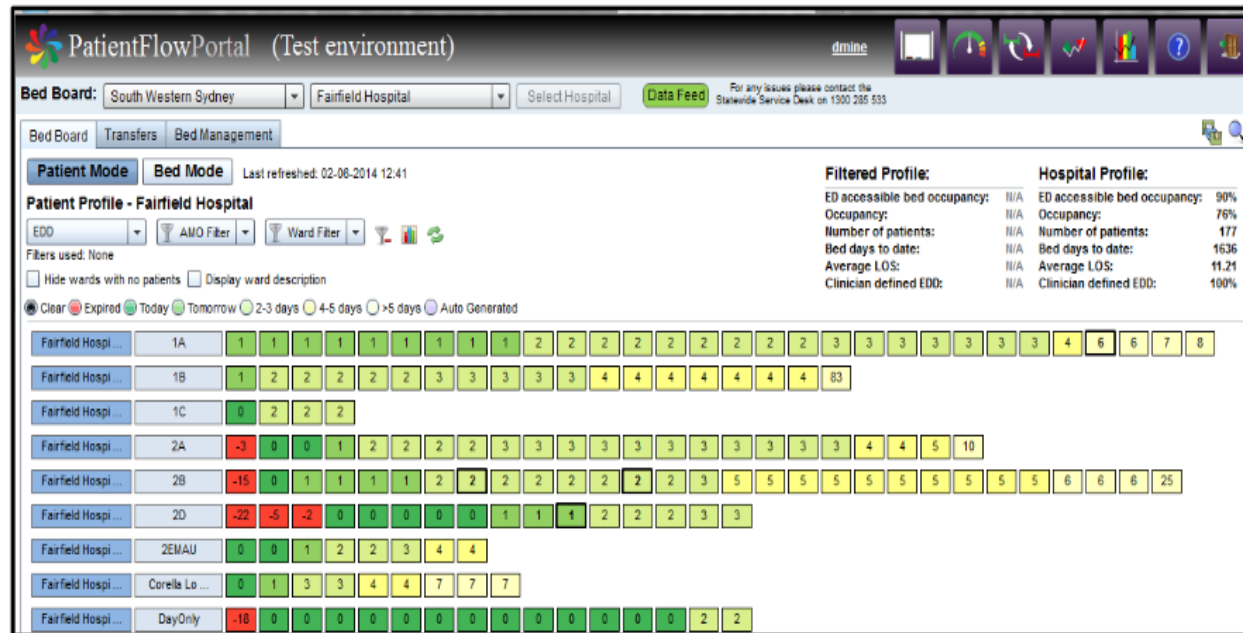 PatientFlowPortal (Test environment)
dmine
Bed Board: South Western Sydney Fairfield Hospital Select Hospital Data Feed For any issues please contact the
Statewide Service Desk on 1300 285 533
Bed Board Transfers Bed Management
Patient Mode Bed Mode Last refreshed: 02-06-2014 12:41
Patient Profile - Fairfield Hospital
EDD AMO Filter Ward Filter
Filters used: None
Hide wards with no patients Display ward description
Clear Expired Today Tomorrow 2-3 days 4-5 days >5 days Auto Generated
Filtered Profile:
ED accessible bed occupancy: N/A
Occupancy: N/A
Number of patients: N/A
Bed days to date: N/A
Average LOS: N/A
Clinician defined EDD: N/A
Hospital Profile:
ED accessible bed occupancy: 90%
Occupancy: 76%
Number of patients: 177
Bed days to date: 1636
Average LOS: 11.21
Clinician defined EDD: 100%
Fairfield Hospi ... 1A 1 1 1 1 1 1 1 1 1 2 2 2 2 2 2 2 2 2 3 3 3 3 3 3 3 4 6 6 7 8
Fairfield Hospi ... 1B 1 2 2 2 2 2 3 3 3 3 3 4 4 4 4 4 4 4 83
Fairfield Hospi ... 1C 0 2 2 2
Fairfield Hospi ... 2A -3 0 0 1 2 2 2 2 3 3 3 3 3 3 3 3 3 3 3 4 4 5 10
Fairfield Hospi ... 2B -15 0 1 1 1 1 2 2 2 2 2 2 2 2 3 5 5 5 5 5 5 5 5 5 5 6 6 6 25
Fairfield Hospi ... 2D -22 -5 -2 0 0 0 0 0 1 1 1 2 2 2 3 3
Fairfield Hospi ... 2EMAU 0 0 1 2 2 3 4 4
Fairfield Hospi ... Corella Lo ... 0 1 3 3 4 4 7 7 7
Fairfield Hospi ... DayOnly -18 0 0 0 0 0 0 0 0 0 0 0 0 0 2 2